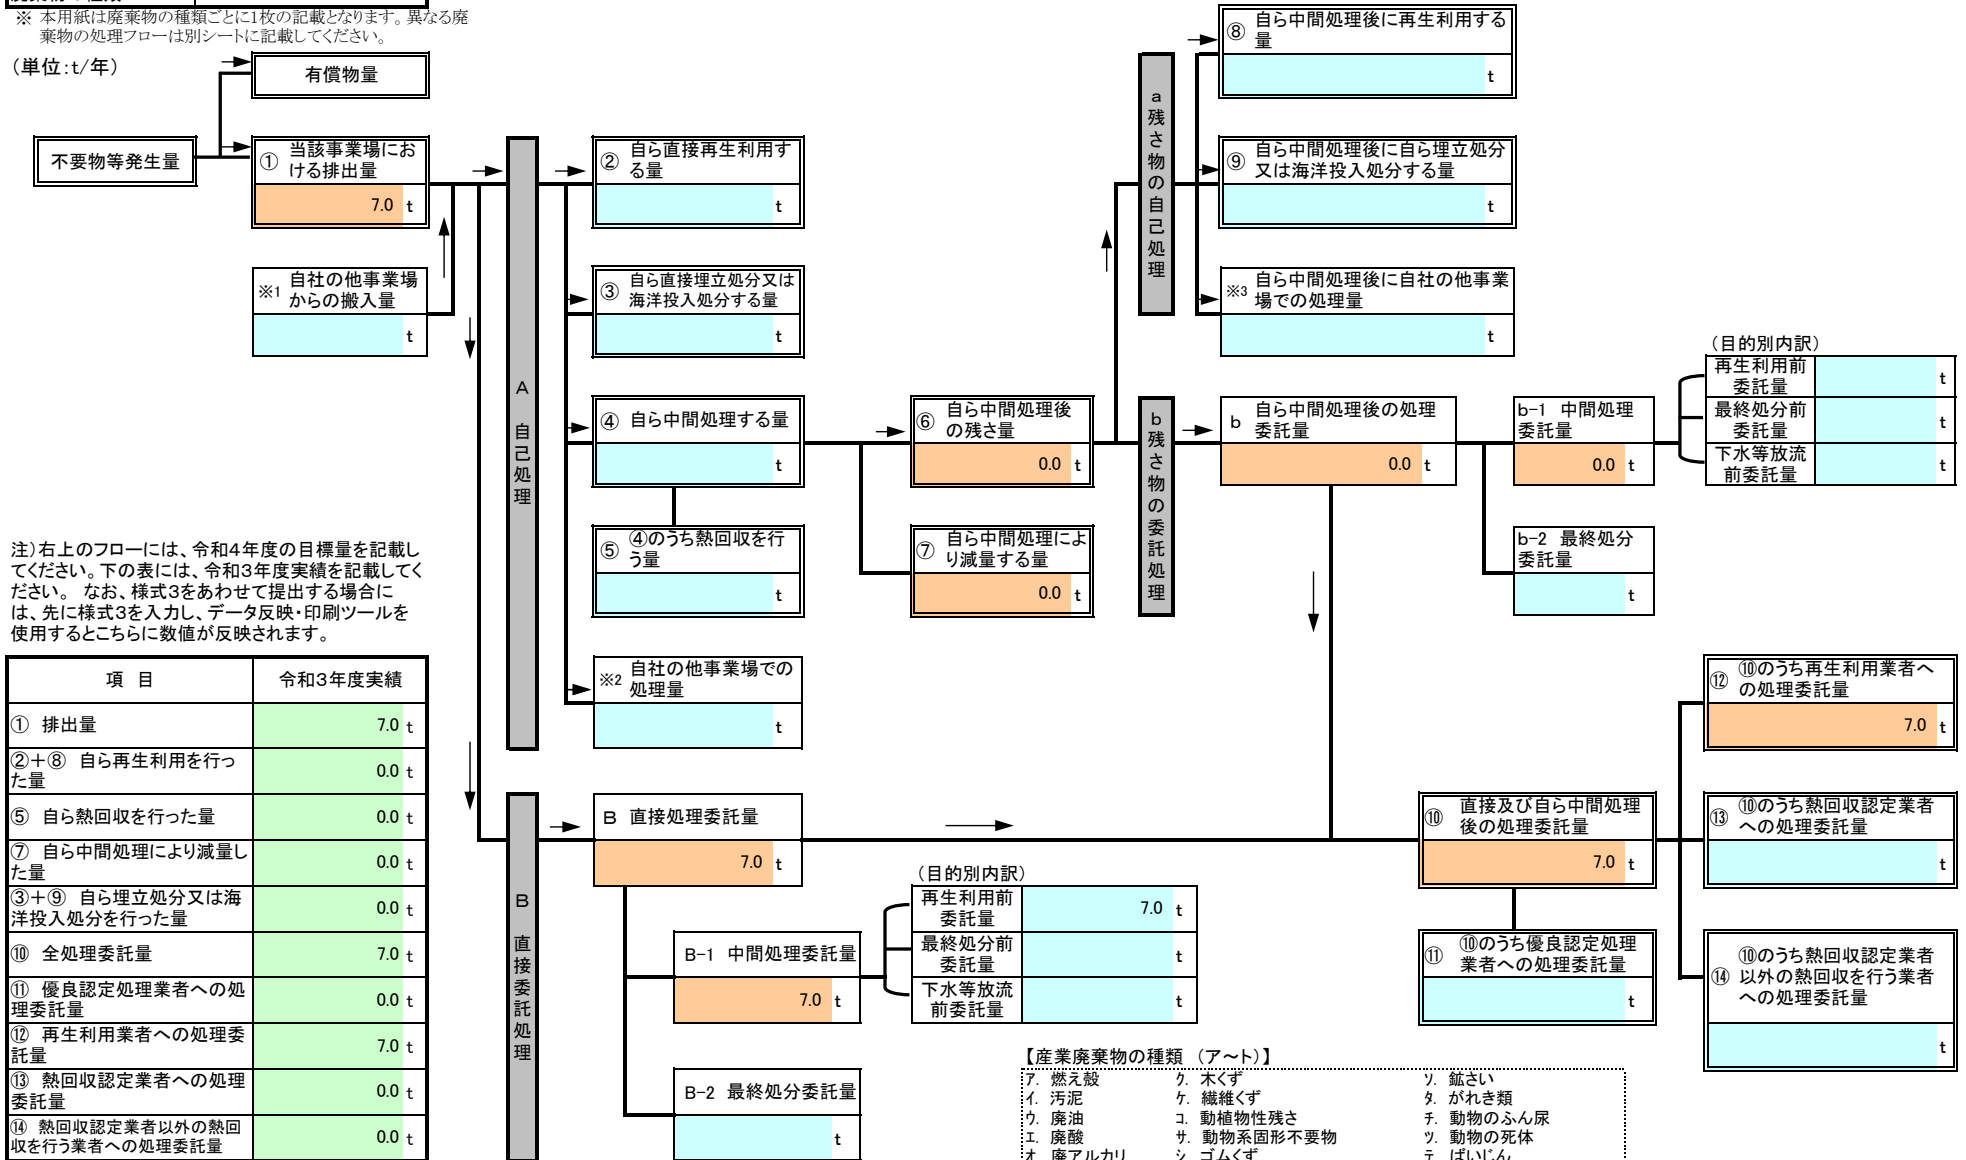 ※ 本用紙は廃棄物の種類ごとに1枚の記載となります。異なる廃
棄物の処理フローは別シートに記載してください。
(単位:t/年)
有償物量
不要物等発生量
① 当該事業場にお
ける排出量
7.0 t
※1 自社の他事業場
からの搬入量
t
A 自己処理
② 自ら直接再生利用す
る量
t
③ 自ら直接埋立処分又は
海洋投入処分する量
t
④ 自ら中間処理する量
t
⑤ ④のうち熱回収を行
う量
t
※2 自社の他事業場での
処理量
t
⑥ 自ら中間処理後
の残さ量
0.0 t
⑦ 自ら中間処理によ
り減量する量
0.0 t
a 残さ物の自己処理
⑧ 自ら中間処理後に再生利用する
量
t
⑨ 自ら中間処理後に自ら埋立処分
又は海洋投入処分する量
t
※3 自ら中間処理後に自社の他事業
場での処理量
t
b 残さ物の委託処理
b 自ら中間処理後の処理
委託量
0.0 t
b-1 中間処理
委託量
0.0 t
b-2 最終処分
委託量
t
(目的別内訳)
再生利用前
委託量
t
最終処分前
委託量
t
下水等放流
前委託量
t
注)右上のフローには、令和4年度の目標量を記載し
てください。下の表には、令和3年度実績を記載してく
ださい。 なお、様式3をあわせて提出する場合に
は、先に様式3を入力し、データ反映・印刷ツールを
使用するとこちらに数値が反映されます。
項 目 令和3年度実績
① 排出量 7.0 t
②+⑧ 自ら再生利用を行っ
た量 0.0 t
⑤ 自ら熱回収を行った量 0.0 t
⑦ 自ら中間処理により減量し
た量 0.0 t
③+⑨ 自ら埋立処分又は海
洋投入処分を行った量 0.0 t
⑩ 全処理委託量 7.0 t
⑪ 優良認定処理業者への処
理委託量 0.0 t
⑫ 再生利用業者への処理委
託量 7.0 t
⑬ 熱回収認定業者への処理
委託量 0.0 t
⑭ 熱回収認定業者以外の熱回
収を行う業者への処理委託量 0.0 t
B 直接委託処理
B 直接処理委託量
7.0 t
B-1 中間処理委託量
7.0 t
B-2 最終処分委託量
t
(目的別内訳)
再生利用前
委託量
7.0 t
最終処分前
委託量
t
下水等放流
前委託量
t
⑩ 直接及び自ら中間処理
後の処理委託量
7.0 t
⑪ ⑩のうち優良認定処理
業者への処理委託量
t
⑫ ⑩のうち再生利用業者へ
の処理委託量
7.0 t
⑬ ⑩のうち熱回収認定業者
への処理委託量
t
⑩のうち熱回収認定業者
⑭ 以外の熱回収を行う業者
への処理委託量
t
【産業廃棄物の種類 (ア~ト)】
ア. 燃え殻 ク. 木くず ソ. 鉱さい
イ. 汚泥 ケ. 繊維くず タ. がれき類
ウ. 廃油 コ. 動植物性残さ チ. 動物のふん尿
エ. 廃酸 サ. 動物系固形不要物 ツ. 動物の死体
オ. 廃アルカリ シ. ゴムくず テ. ばいじん